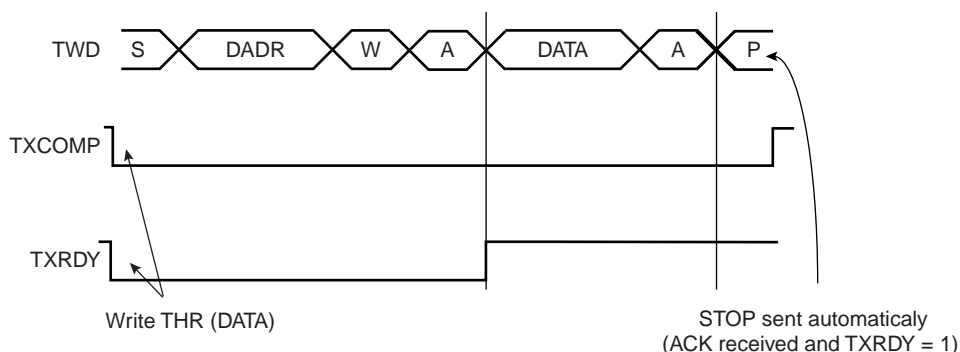 TWD S DADR W A DATA A P
TXCOMP
TXRDY
Write THR (DATA)
STOP sent automaticaly
(ACK received and TXRDY = 1)